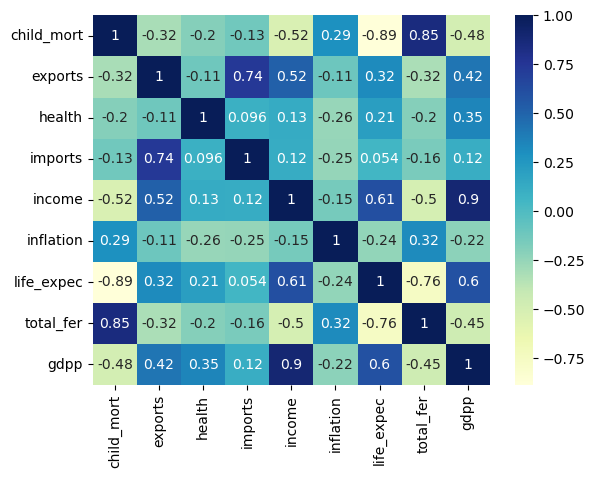 child_mort 1 -0.32 -0.2 -0.13 -0.52 0.29 -0.89 0.85 -0.48
exports -0.32 1 -0.11 0.74 0.52 -0.11 0.32 -0.32 0.42
health -0.2 -0.11 1 0.096 0.13 -0.26 0.21 -0.2 0.35
imports -0.13 0.74 0.096 1 0.12 -0.25 0.054 -0.16 0.12
income -0.52 0.52 0.13 0.12 1 -0.15 0.61 -0.5 0.9
inflation 0.29 -0.11 -0.26 -0.25 -0.15 1 -0.24 0.32 -0.22
life_expec -0.89 0.32 0.21 0.054 0.61 -0.24 1 -0.76 0.6
total_fer 0.85 -0.32 -0.2 -0.16 -0.5 0.32 -0.76 1 -0.45
gdpp -0.48 0.42 0.35 0.12 0.9 -0.22 0.6 -0.45 1
child_mort exports health imports income inflation life_expec total_fer gdpp
1.00
0.75
0.50
0.25
0.00
-0.25
-0.50
-0.75